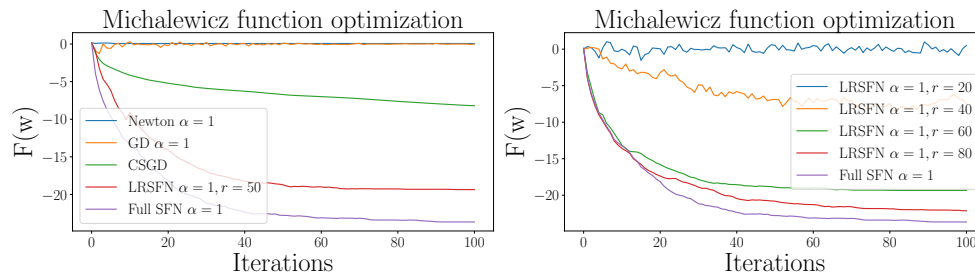 Michalewicz function optimization
F(w)
0
−5
−10
−15
−20
Newton α = 1
GD α = 1
CSGD
LRSFN α = 1, r = 50
Full SFN α = 1
0 20 40 60 80 100
Iterations
Michalewicz function optimization
F(w)
0
−5
−10
−15
−20
LRSFN α = 1, r = 20
LRSFN α = 1, r = 40
LRSFN α = 1, r = 60
LRSFN α = 1, r = 80
Full SFN α = 1
0 20 40 60 80 100
Iterations